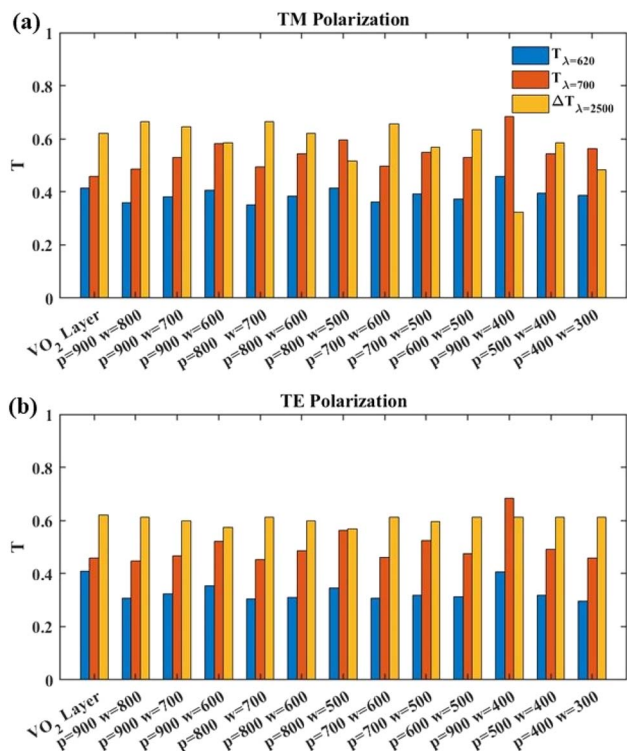 (a)
TM Polarization
T λ=620
T λ=700
ΔT λ=2500
1
0.8
0.6
0.4
0.2
0
T
VO2 Layer
p=900 w=800
p=900 w=700
p=900 w=600
p=800 w=700
p=800 w=600
p=800 w=500
p=700 w=600
p=700 w=500
p=600 w=500
p=900 w=400
p=500 w=400
p=400 w=300
(b)
TE Polarization
1
0.8
0.6
0.4
0.2
0
T
VO2 Layer
p=900 w=800
p=900 w=700
p=900 w=600
p=800 w=700
p=800 w=600
p=800 w=500
p=700 w=600
p=700 w=500
p=600 w=500
p=900 w=400
p=500 w=400
p=400 w=300